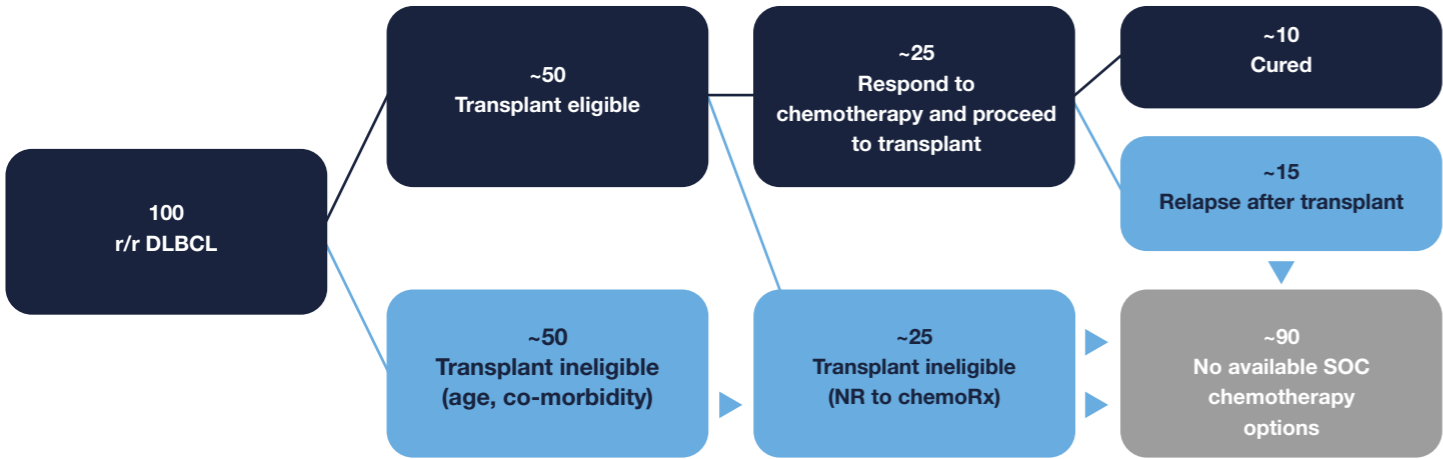 100
r/r DLBCL
~50
Transplant eligible
~50
Transplant ineligible
(age, co-morbidity)
~25
Respond to
chemotherapy and proceed
to transplant
~25
Transplant ineligible
(NR to chemoRx)
~10
Cured
~15
Relapse after transplant
~90
No available SOC
chemotherapy
options